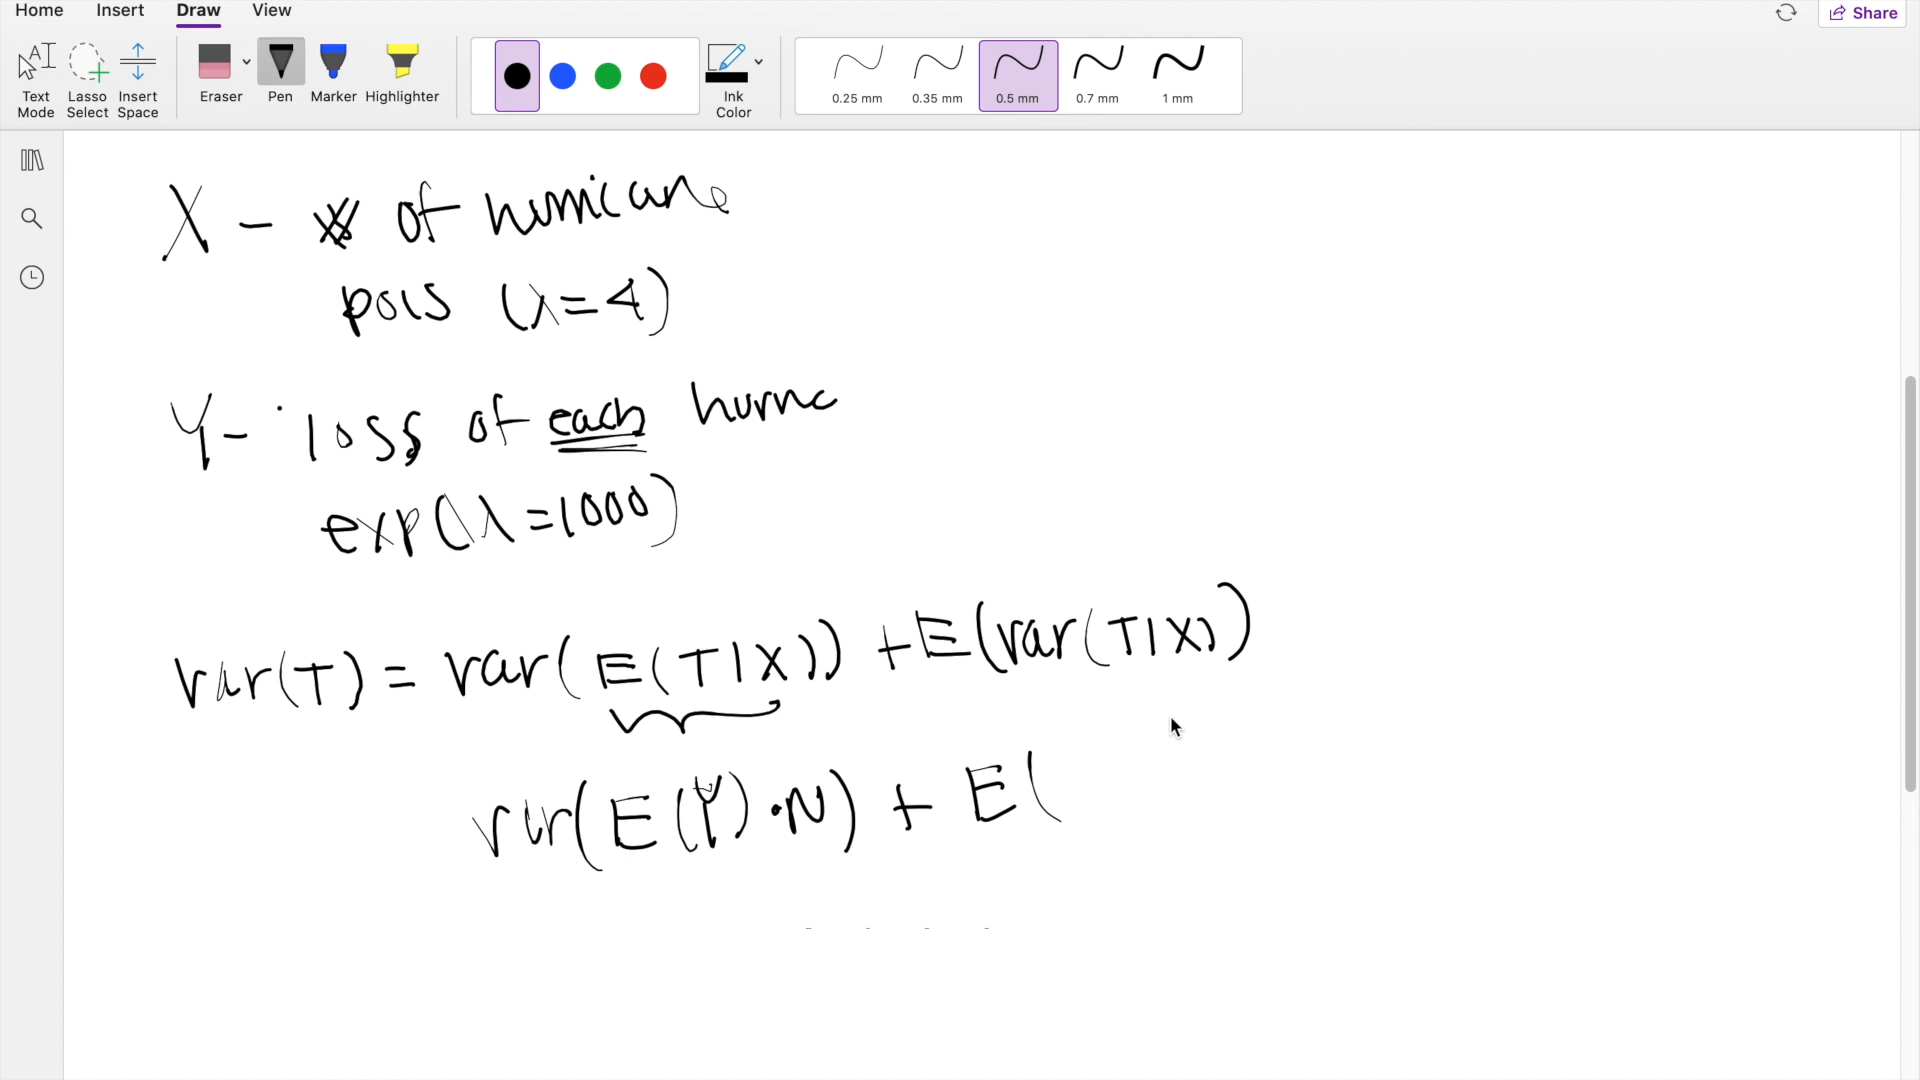 Home Insert Draw View
Share
Text Mode
Lasso Select
Insert Space
Eraser
Pen
Marker
Highlighter
Ink Color
0.25 mm
0.35 mm
0.5 mm
0.7 mm
1 mm
X - # of hurricane
pois (λ=4)
Y - loss of each hurric
exp(λ=1000)
var(T) = var(E(T|X)) + E(var(T|X))
var(E(Y)·N) + E(